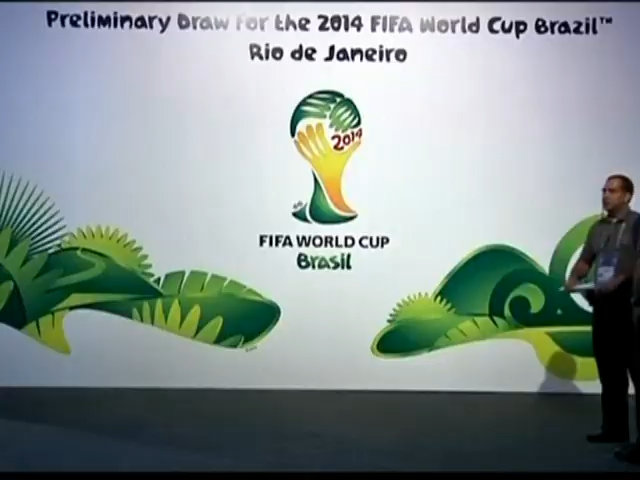 Preliminary Draw for the 2014 FIFA World Cup Brazil™
Rio de Janeiro
2014
FIFA WORLD CUP
Brasil